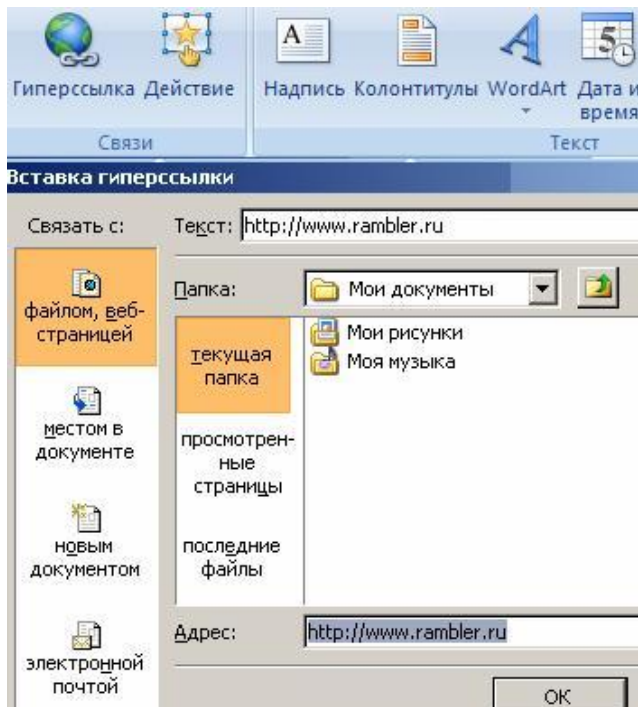 Гиперссылка Действие Надпись Колонтитулы WordArt Дата и
время
Связи Текст
Вставка гиперссылки
Связать с: Текст: http://www.rambler.ru
файлом, веб-
страницей
Папка: Мои документы
текущая
папка
Мои рисунки
Моя музыка
местом в
документе
просмотрен-
ные
страницы
новым
документом
последние
файлы
Адрес: http://www.rambler.ru
электронной
почтой
ОК